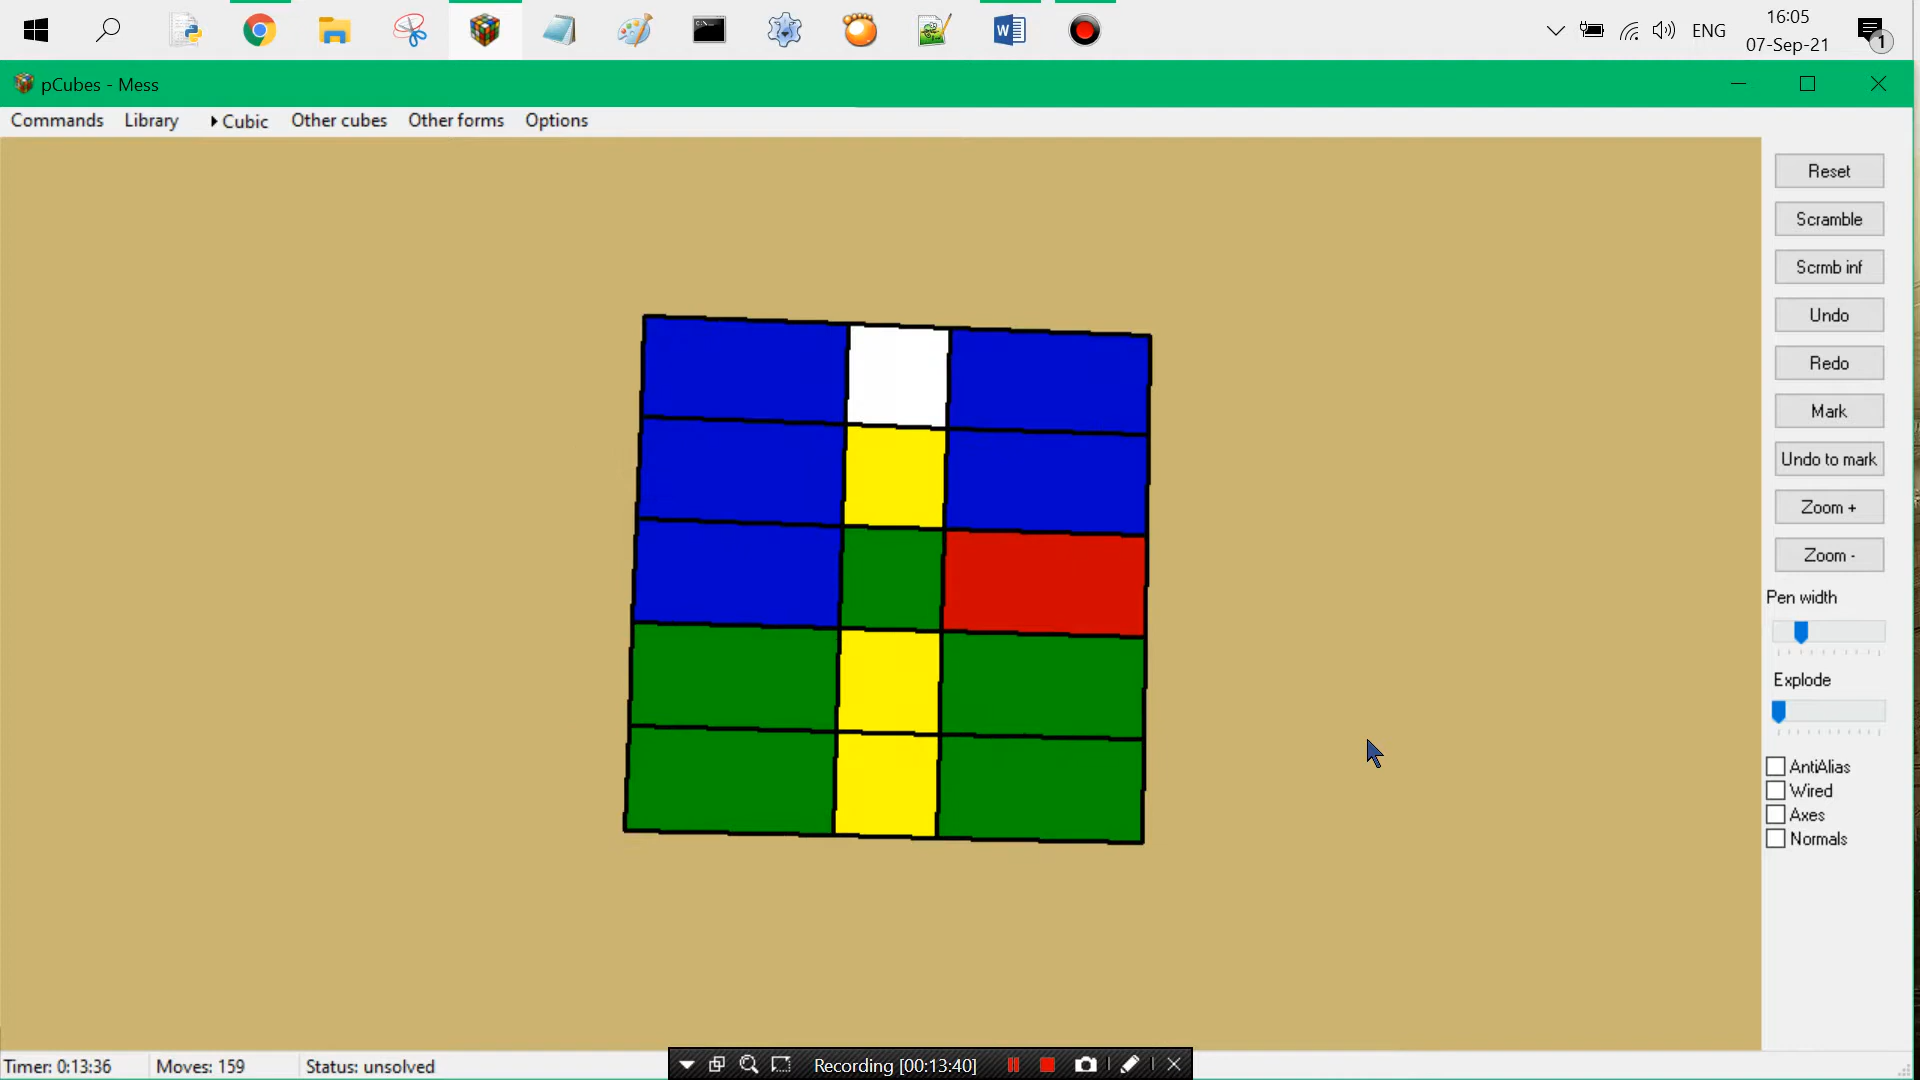 16:05
ENG
07-Sep-21
1
pCubes - Mess
Commands Library Cubic Other cubes Other forms Options
Reset
Scramble
Scrmb inf
Undo
Redo
Mark
Undo to mark
Zoom +
Zoom -
Pen width
Explode
AntiAlias
Wired
Axes
Normals
Timer: 0:13:36 Moves: 159 Status: unsolved
Recording [00:13:40]